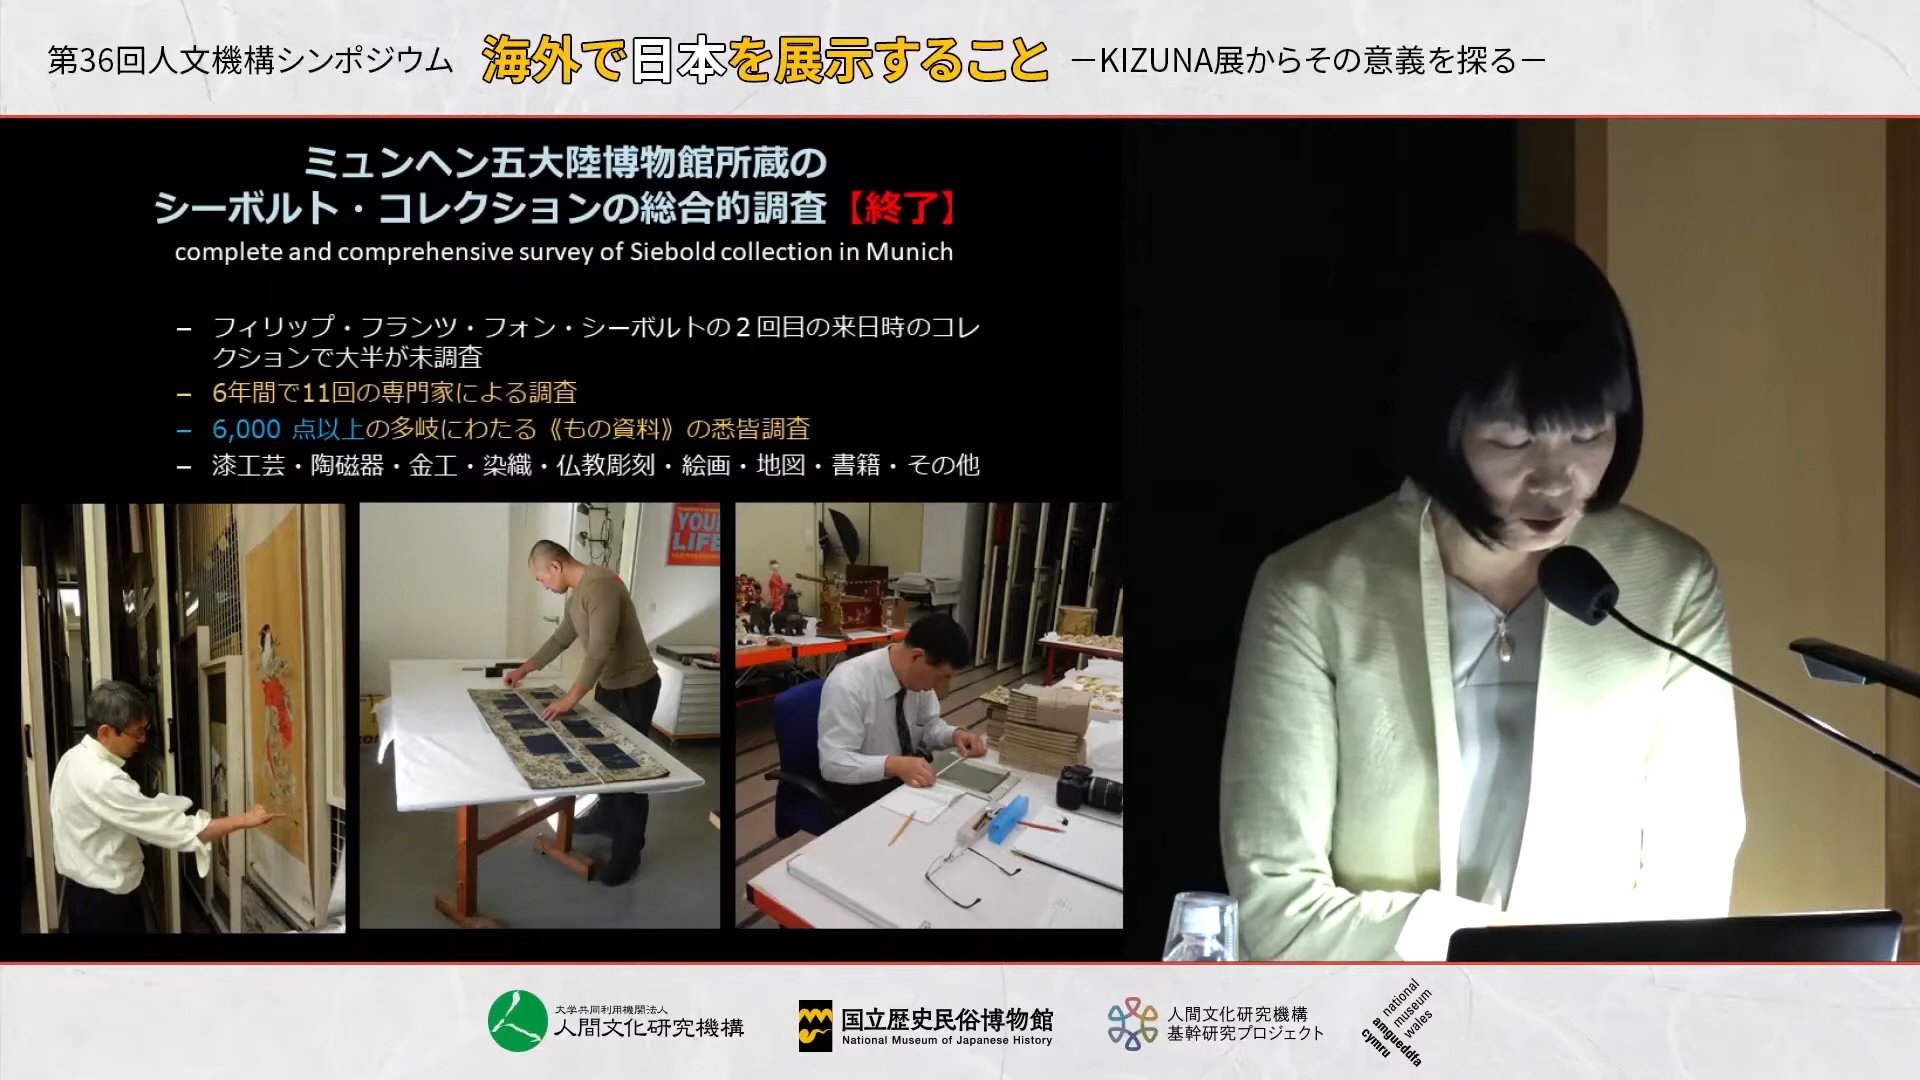 第36回人文機構シンポジウム 海外で日本を展示すること －KIZUNA展からその意義を探る－
ミュンヘン五大陸博物館所蔵の
シーボルト・コレクションの総合的調査【終了】
complete and comprehensive survey of Siebold collection in Munich
– フィリップ・フランツ・フォン・シーボルトの２回目の来日時のコレ
クションで大半が未調査
– 6年間で11回の専門家による調査
– 6,000 点以上の多岐にわたる《もの資料》の悉皆調査
– 漆工芸・陶磁器・金工・染織・仏教彫刻・絵画・地図・書籍・その他
YOU
LIFE
大学共同利用機関法人
人間文化研究機構
国立歴史民俗博物館
National Museum of Japanese History
人間文化研究機構
基幹研究プロジェクト
national
museum
wales
amgueddfa
cymru